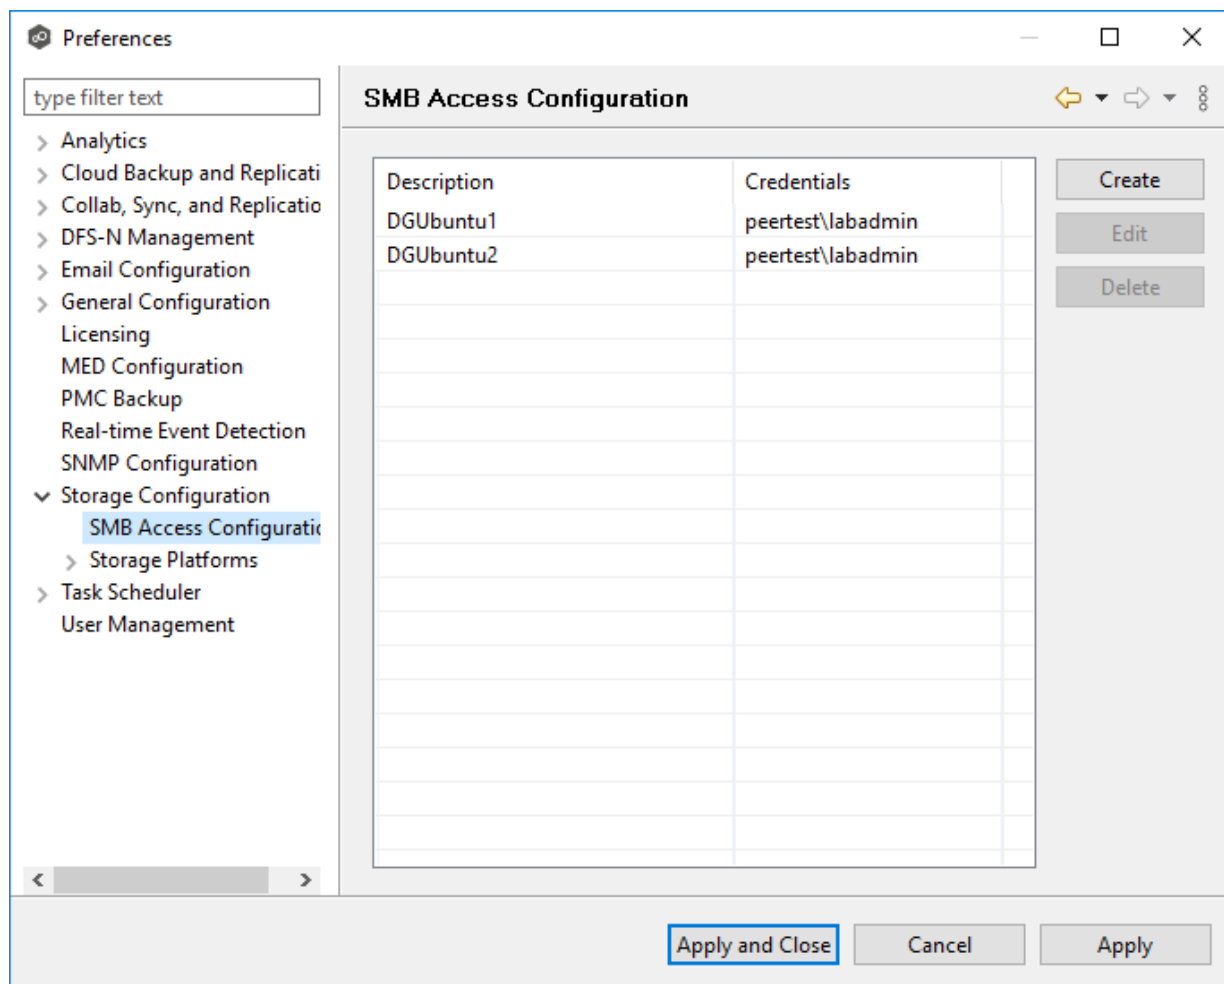 Preferences
type filter text
Analytics
Cloud Backup and Replicati
Collab, Sync, and Replicatio
DFS-N Management
Email Configuration
General Configuration
Licensing
MED Configuration
PMC Backup
Real-time Event Detection
SNMP Configuration
Storage Configuration
SMB Access Configuratic
Storage Platforms
Task Scheduler
User Management
SMB Access Configuration
Description Credentials
DGUbuntu1 peertest\labadmin
DGUbuntu2 peertest\labadmin
Create
Edit
Delete
Apply and Close Cancel Apply